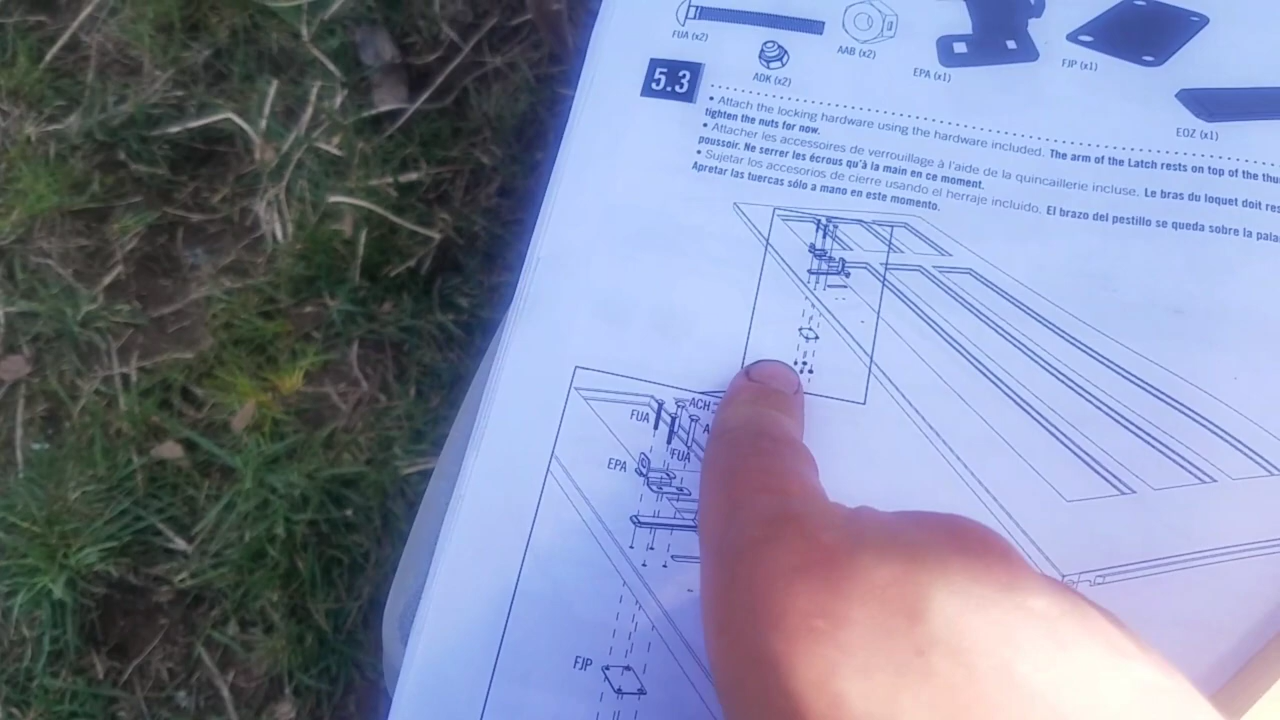 FUA (x2)
AAB (x2)
ADK (x2)
EPA (x1)
FJP (x1)
EOZ (x1)
5.3
• Attach the locking hardware using the hardware included. The arm of the Latch rests on top of the
tighten the nuts for now.
• Attacher les accessoires de verrouillage à l'aide de la quincaillerie incluse. Le bras du loquet doit
poussoir. Ne serrer les écrous qu'à la main en ce moment.
• Sujetar los accesorios de cierre usando el herraje incluido. El brazo del pestillo se queda sobre la
Apretar las tuercas sólo a mano en este momento.
ACH
FUA
A
FUA
EPA
FJP